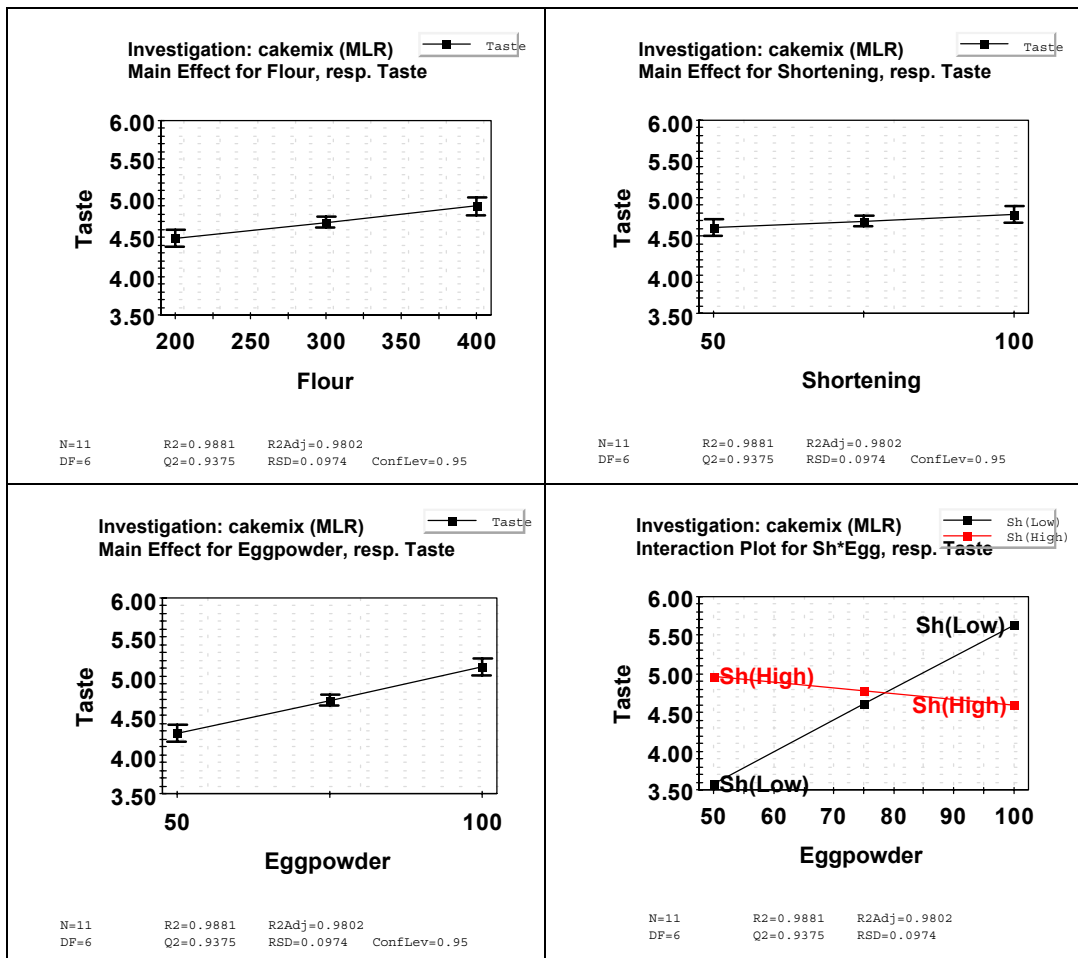 Investigation: cakemix (MLR)
Main Effect for Flour, resp. Taste
Taste
6.00
5.50
5.00
4.50
4.00
3.50
Taste
200 250 300 350 400
Flour
N=11 R2=0.9881 R2Adj=0.9802
DF=6 Q2=0.9375 RSD=0.0974 ConfLev=0.95
Investigation: cakemix (MLR)
Main Effect for Shortening, resp. Taste
Taste
6.00
5.50
5.00
4.50
4.00
3.50
Taste
50 100
Shortening
N=11 R2=0.9881 R2Adj=0.9802
DF=6 Q2=0.9375 RSD=0.0974 ConfLev=0.95
Investigation: cakemix (MLR)
Main Effect for Eggpowder, resp. Taste
Taste
6.00
5.50
5.00
4.50
4.00
3.50
Taste
50 100
Eggpowder
N=11 R2=0.9881 R2Adj=0.9802
DF=6 Q2=0.9375 RSD=0.0974 ConfLev=0.95
Investigation: cakemix (MLR)
Interaction Plot for Sh*Egg, resp. Taste
Sh(Low)
Sh(High)
6.00
5.50
5.00
4.50
4.00
3.50
Taste
Sh(Low)
Sh(High)
Sh(High)
Sh(Low)
50 60 70 80 90 100
Eggpowder
N=11 R2=0.9881 R2Adj=0.9802
DF=6 Q2=0.9375 RSD=0.0974